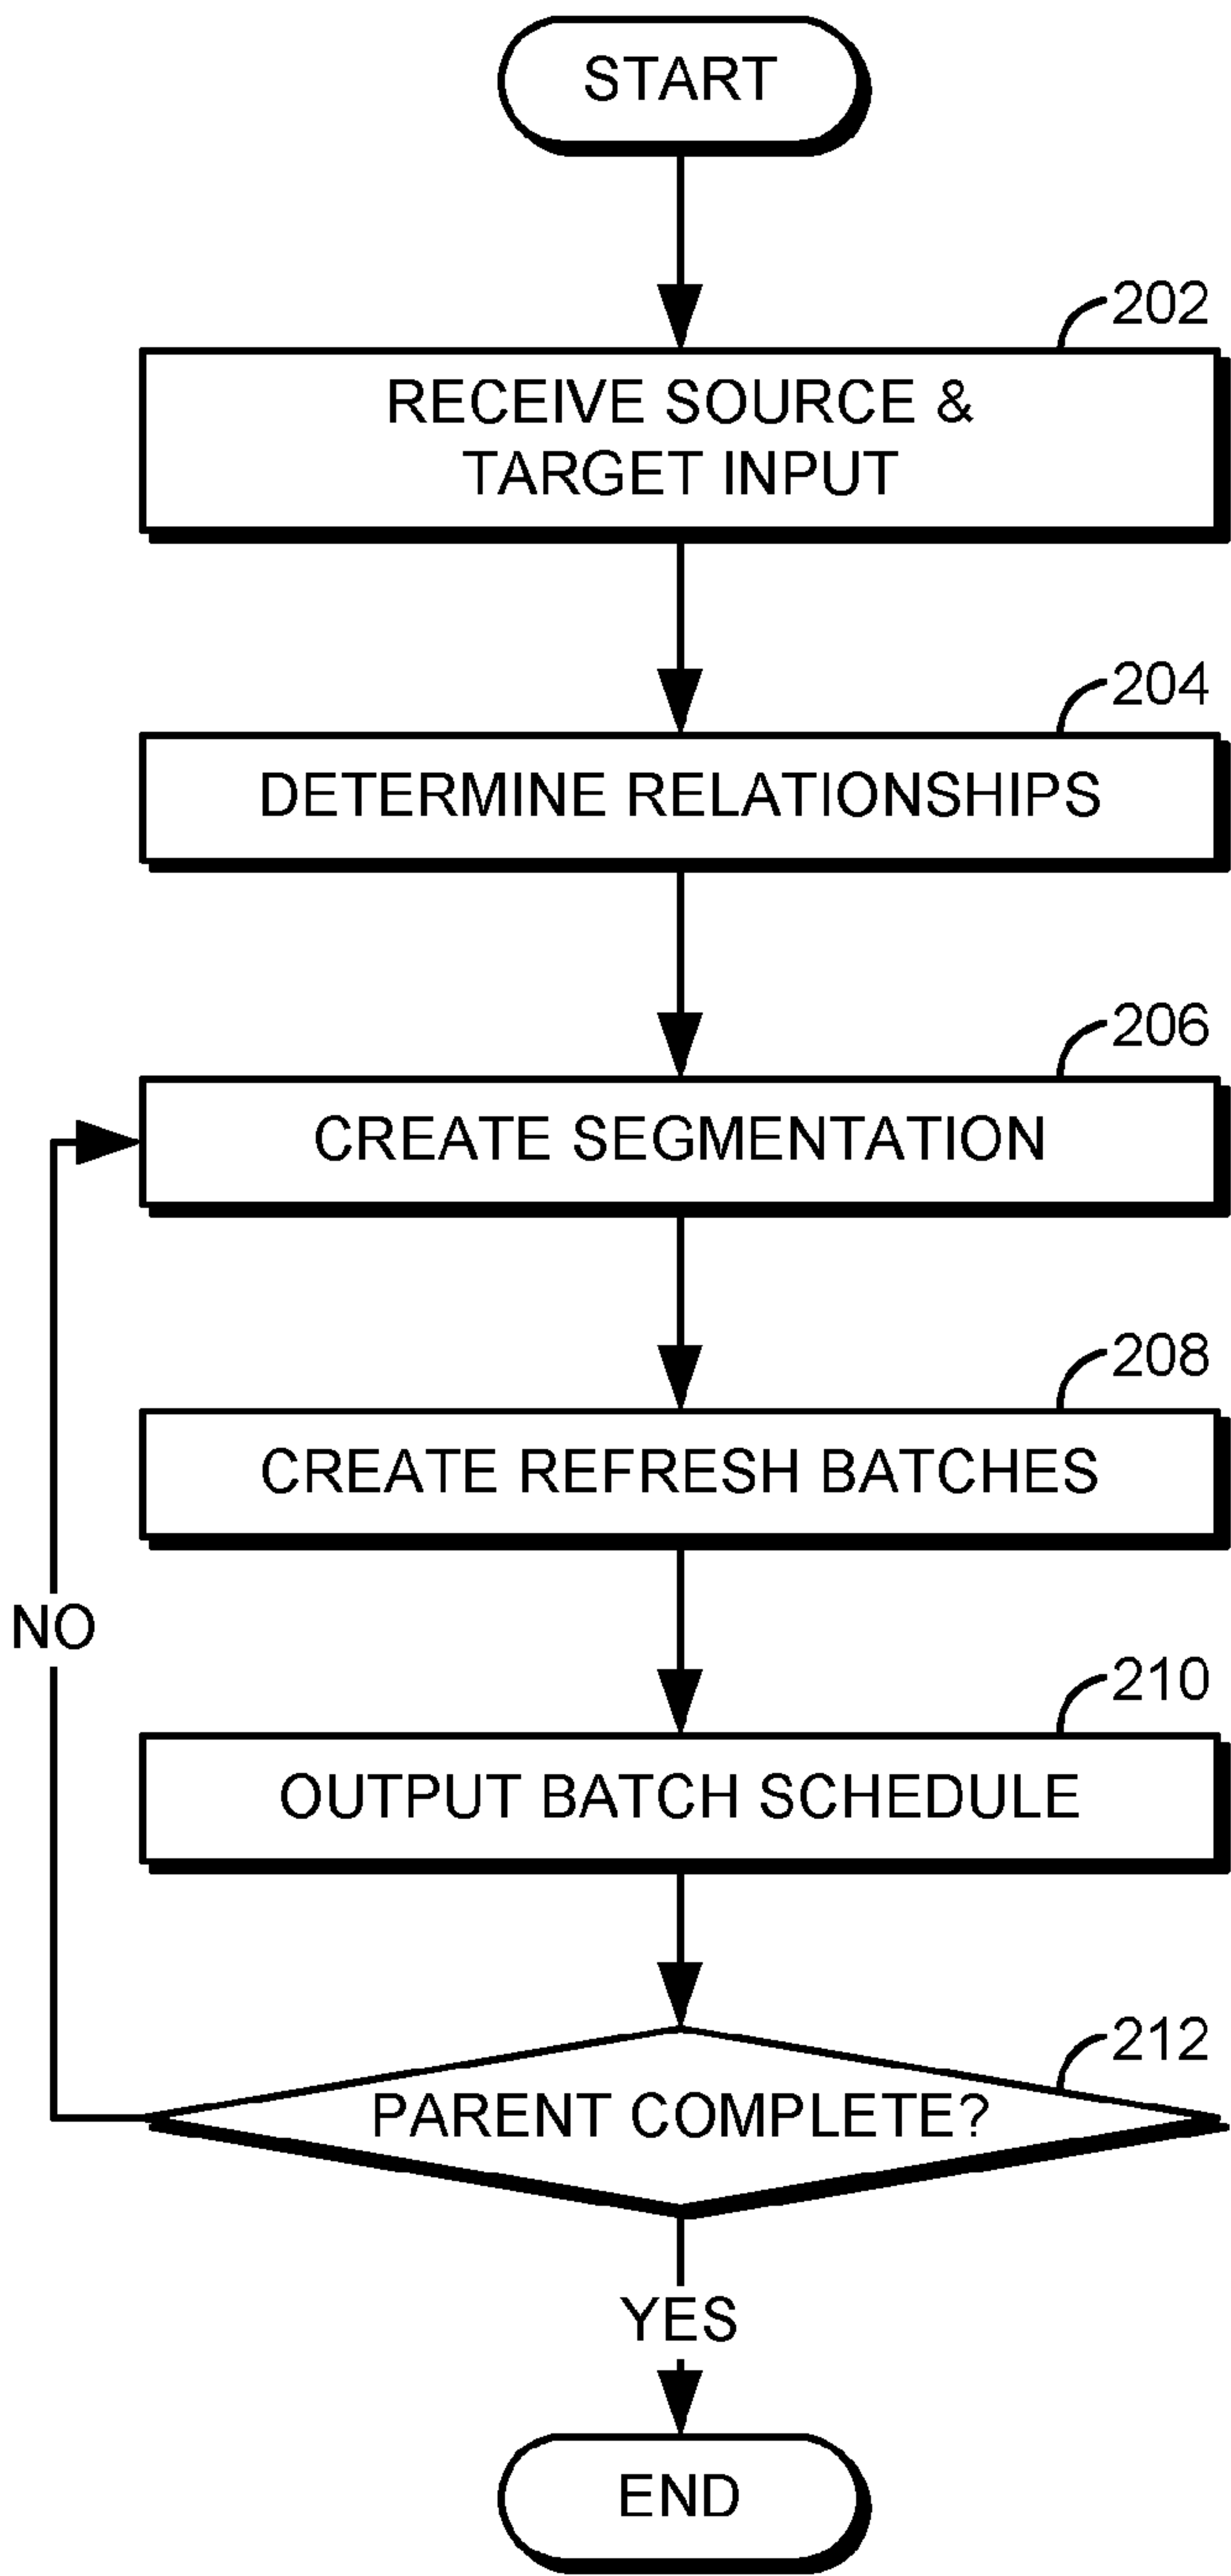 START
202
RECEIVE SOURCE &
TARGET INPUT
204
DETERMINE RELATIONSHIPS
206
CREATE SEGMENTATION
208
CREATE REFRESH BATCHES
NO
210
OUTPUT BATCH SCHEDULE
212
PARENT COMPLETE?
YES
END